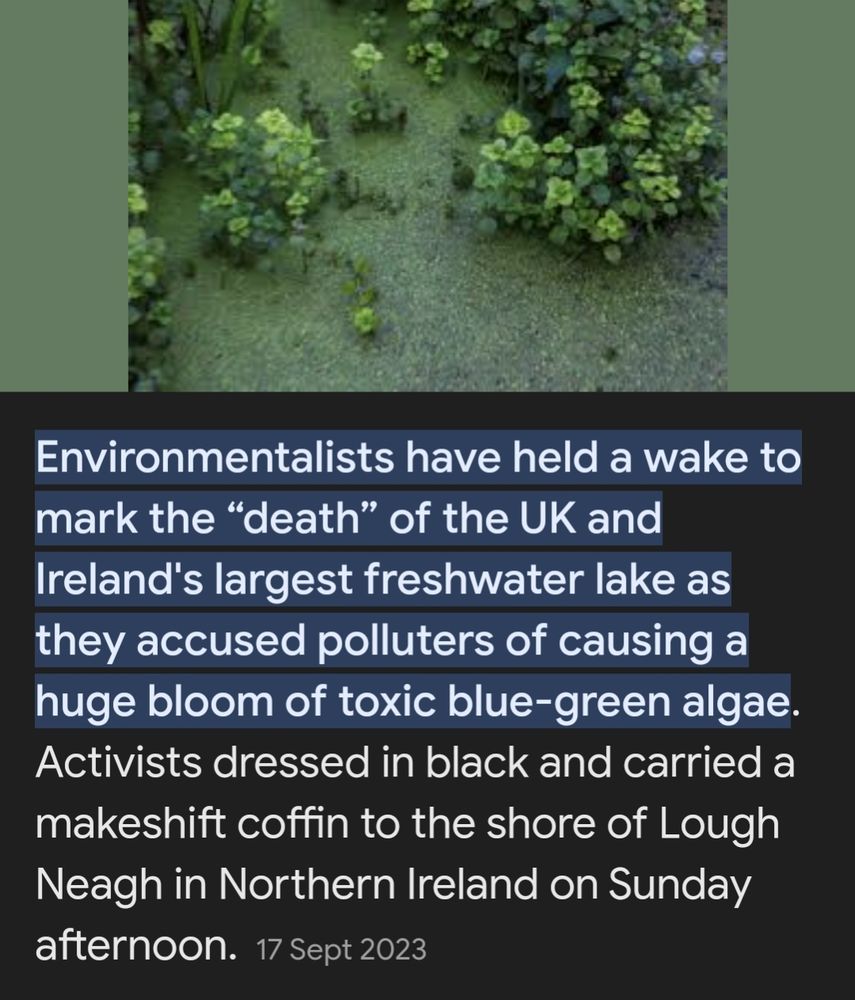 Environmentalists have held a wake to
mark the “death” of the UK and
Ireland's largest freshwater lake as
they accused polluters of causing a
huge bloom of toxic blue-green algae.
Activists dressed in black and carried a
makeshift coffin to the shore of Lough
Neagh in Northern Ireland on Sunday
afternoon. 17 Sept 2023